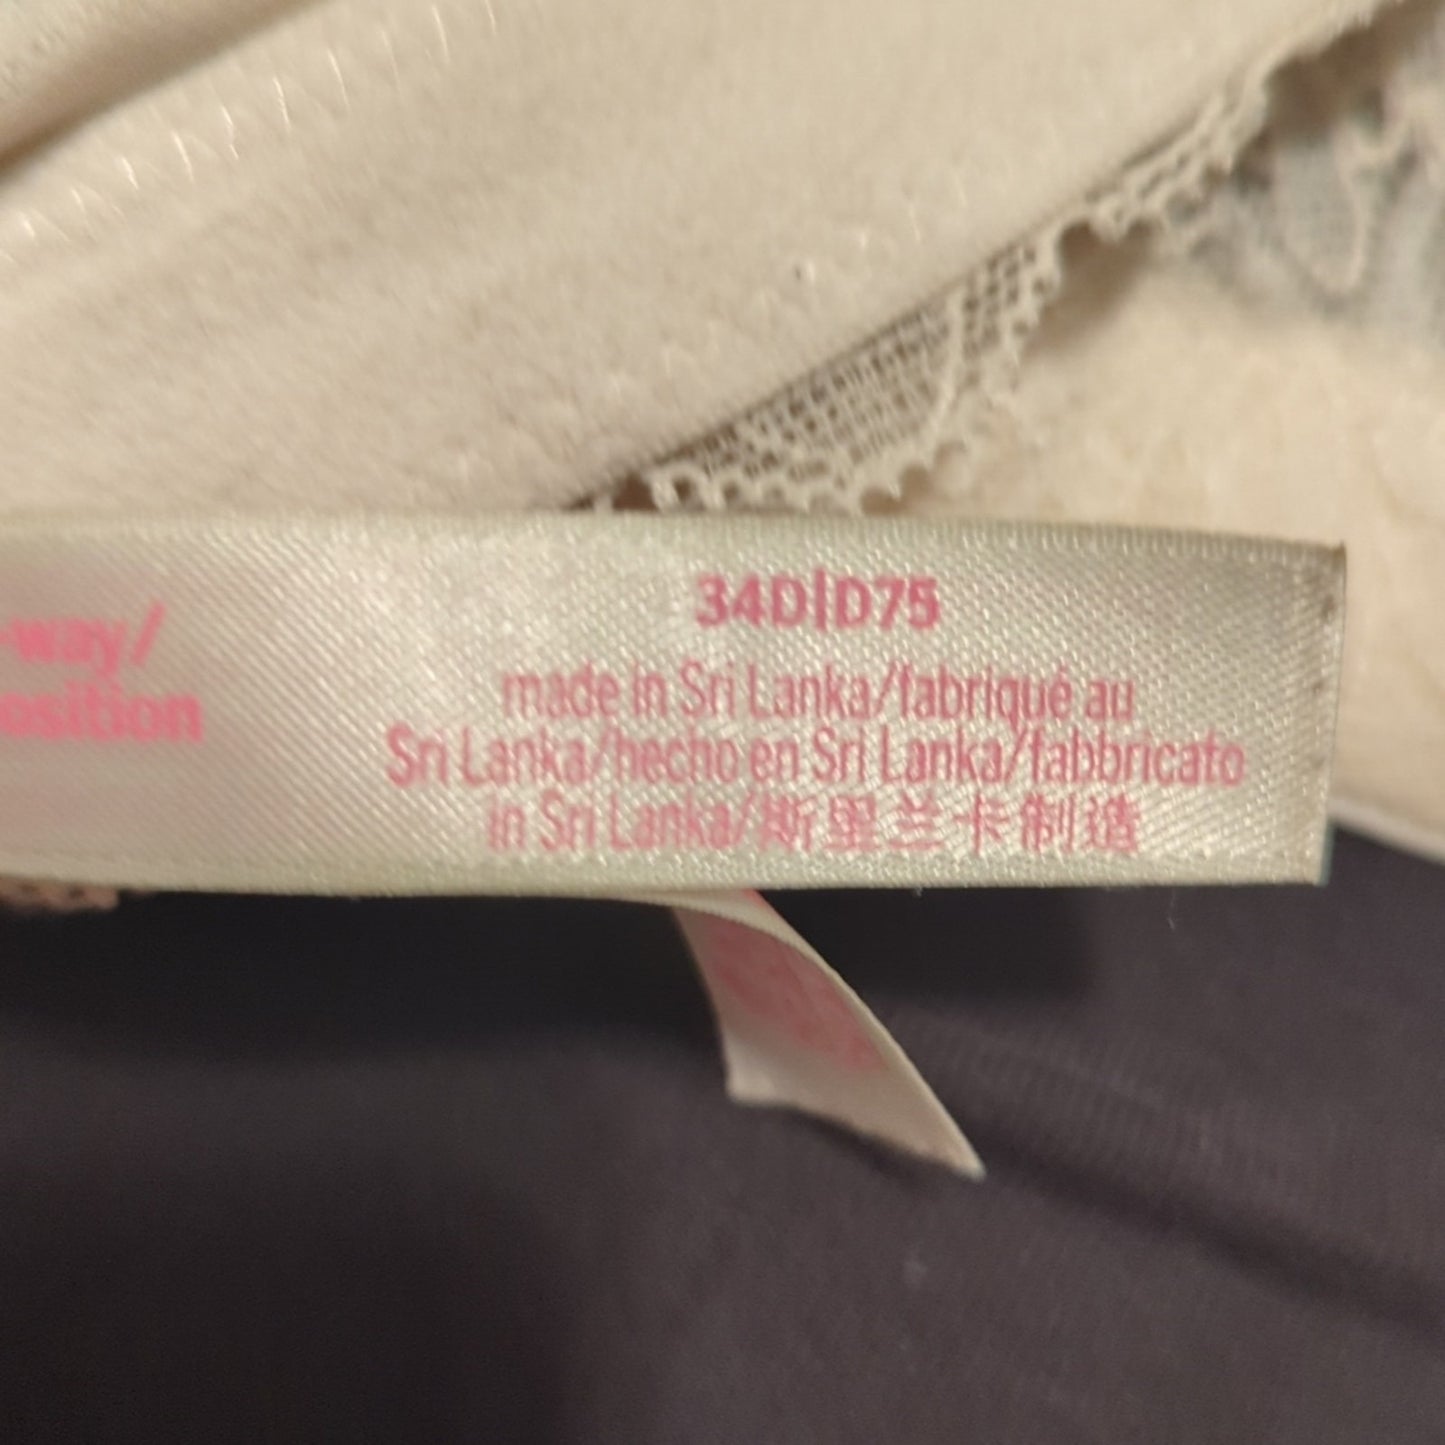 -way/
osition
34D|D75
made in Sri Lanka/fabriqué au
Sri Lanka/hecho en Sri Lanka/fabbricato
in Sri Lanka/斯里兰卡制造